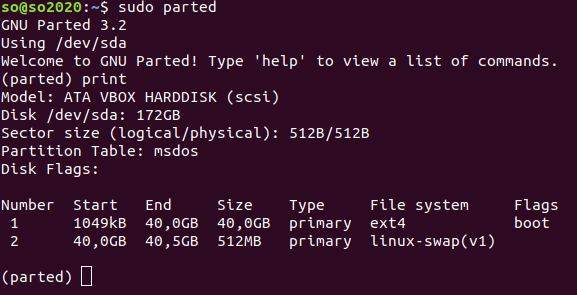 so@so2020:~$ sudo parted
GNU Parted 3.2
Using /dev/sda
Welcome to GNU Parted! Type 'help' to view a list of commands.
(parted) print
Model: ATA VBOX HARDDISK (scsi)
Disk /dev/sda: 172GB
Sector size (logical/physical): 512B/512B
Partition Table: msdos
Disk Flags:
Number  Start   End     Size    Type     File system     Flags
 1      1049kB  40,0GB  40,0GB  primary  ext4            boot
 2      40,0GB  40,5GB  512MB   primary  linux-swap(v1)
(parted)